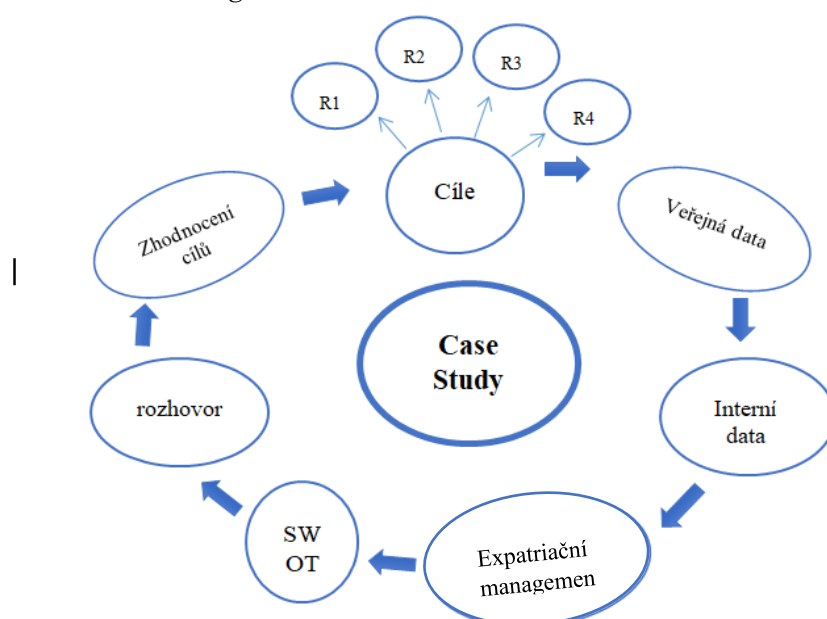 R1
R2
R3
R4
Cíle
Veřejná data
Interní
data
Expatriační
managemen
SW
OT
rozhovor
Zhodnocení
cílů
Case
Study